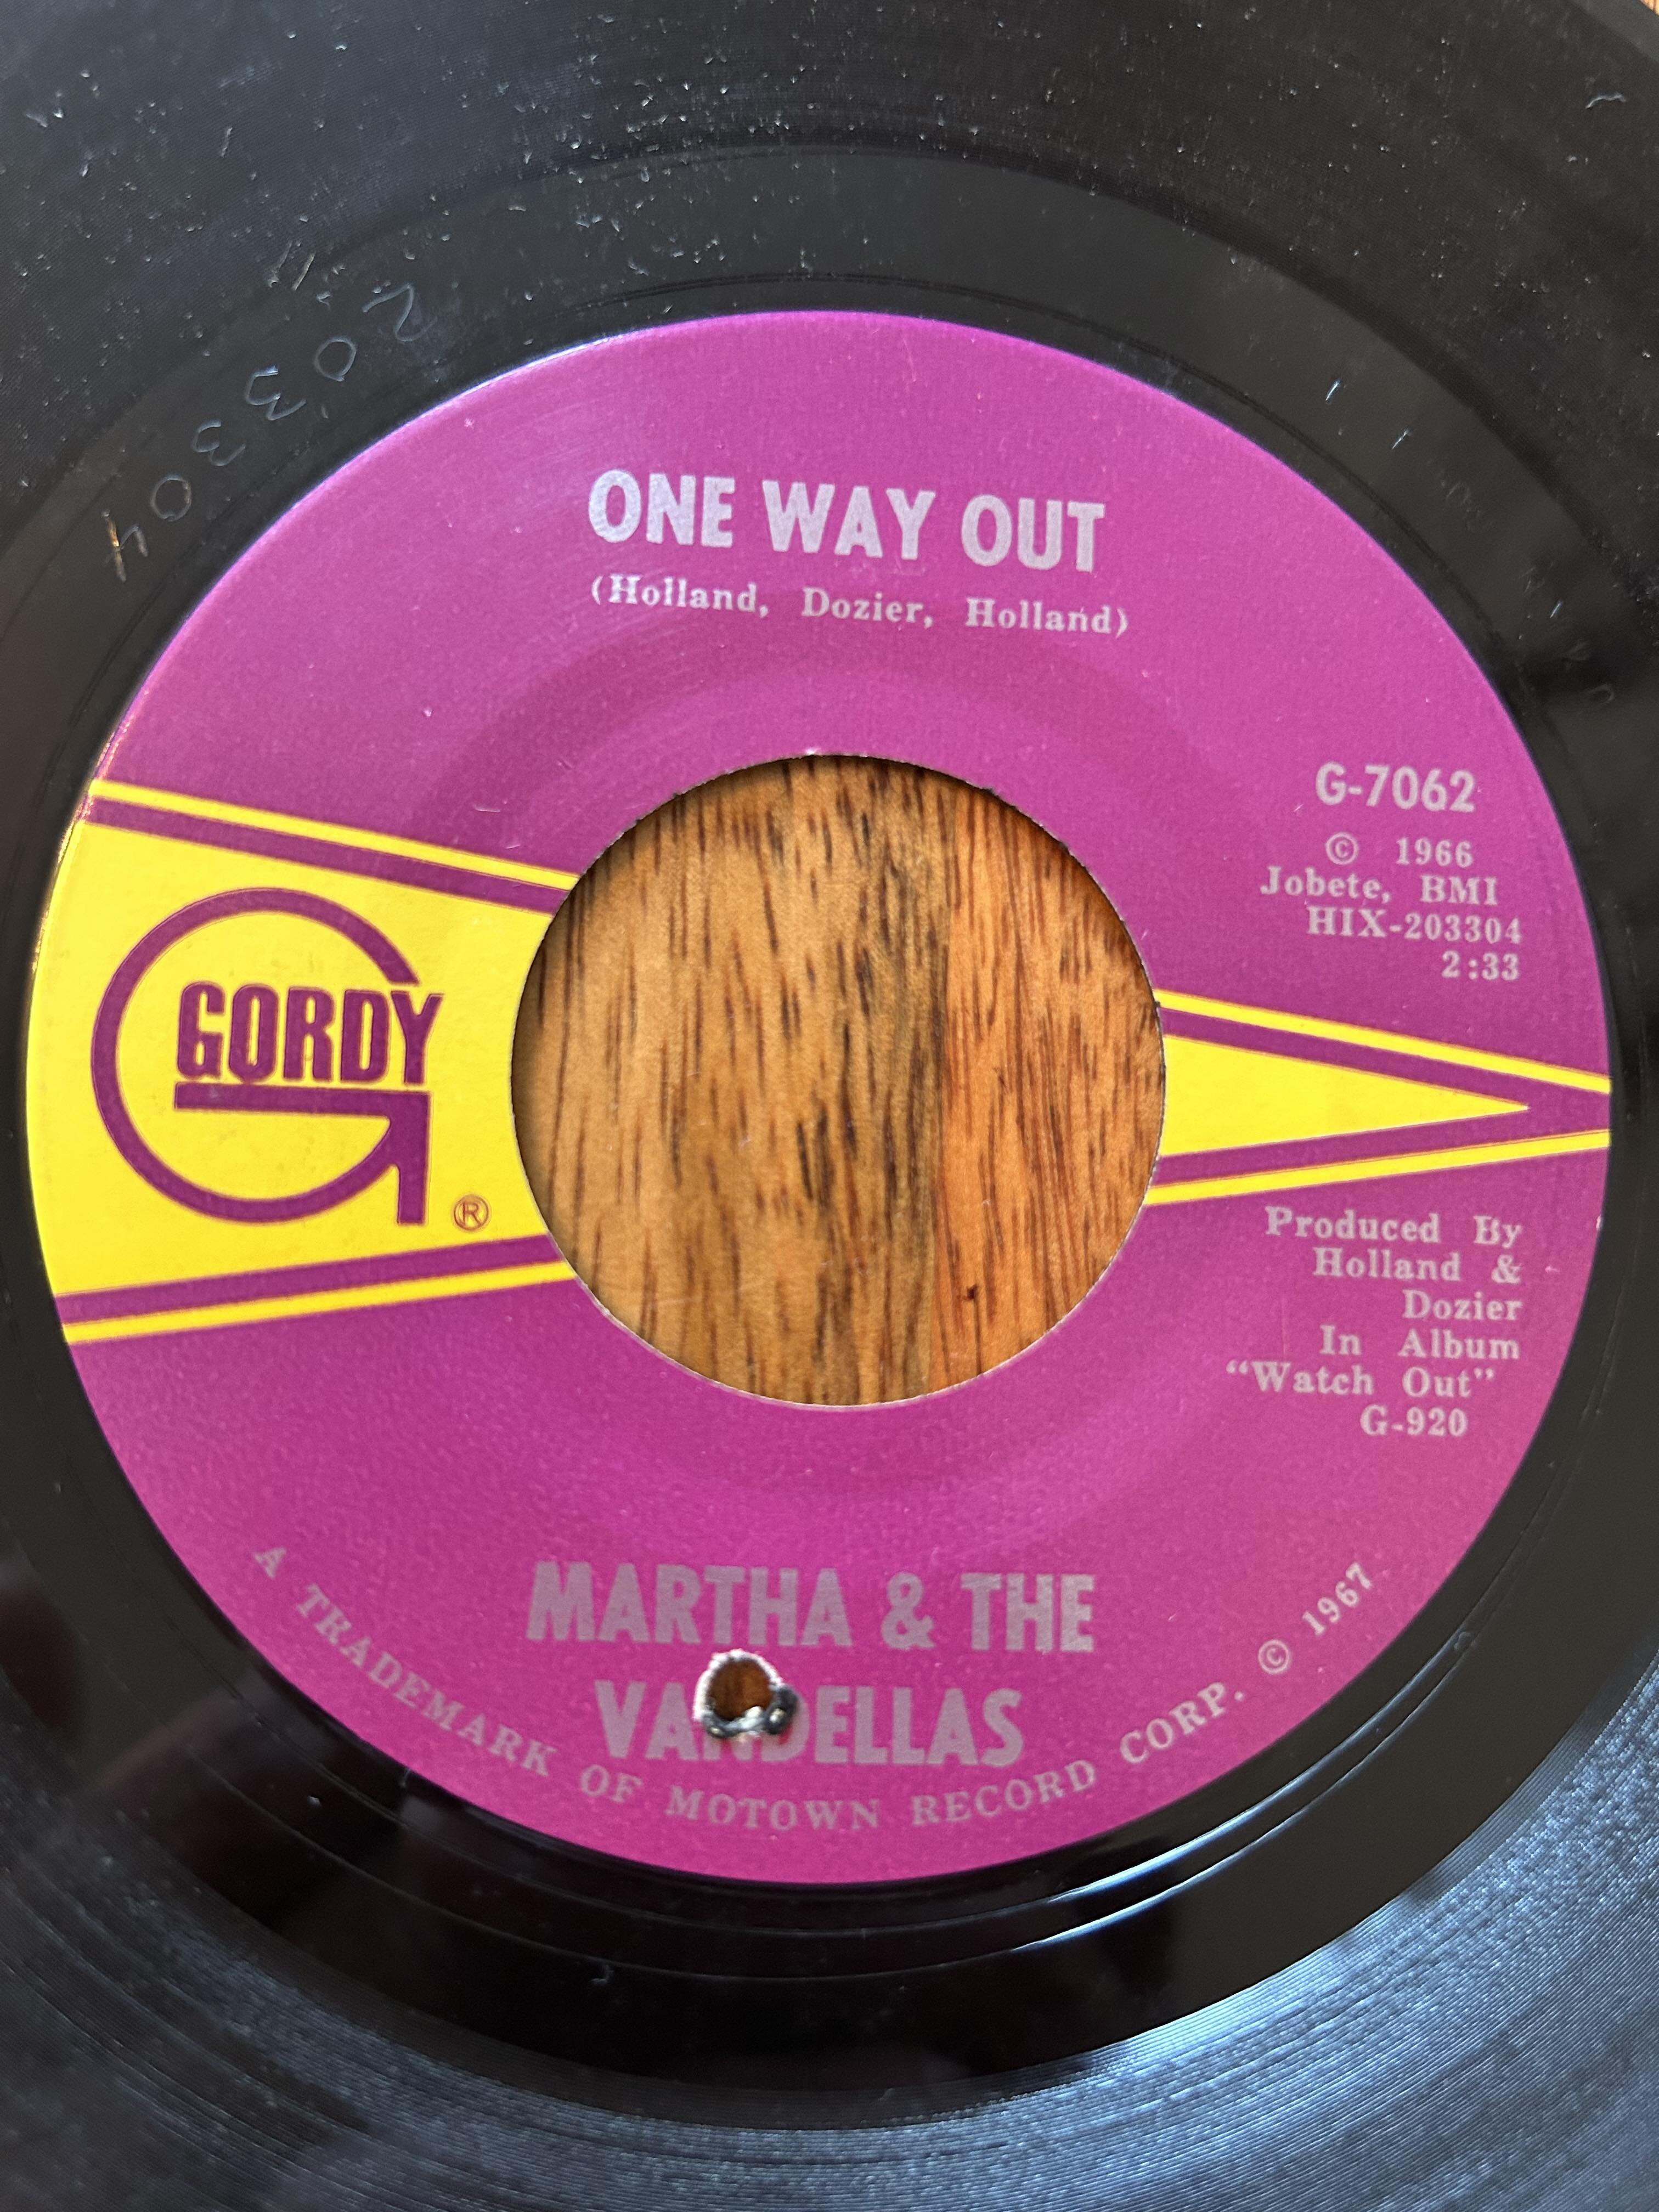 203304
ONE WAY OUT
(Holland, Dozier, Holland)
G-7062
© 1966
Jobete, BMI
HIX-203304
2:33
GORDY
®
Produced By
Holland &
Dozier
In Album
"Watch Out"
G-920
MARTHA & THE
VANDELLAS
A TRADEMARK OF MOTOWN RECORD CORP. © 1967